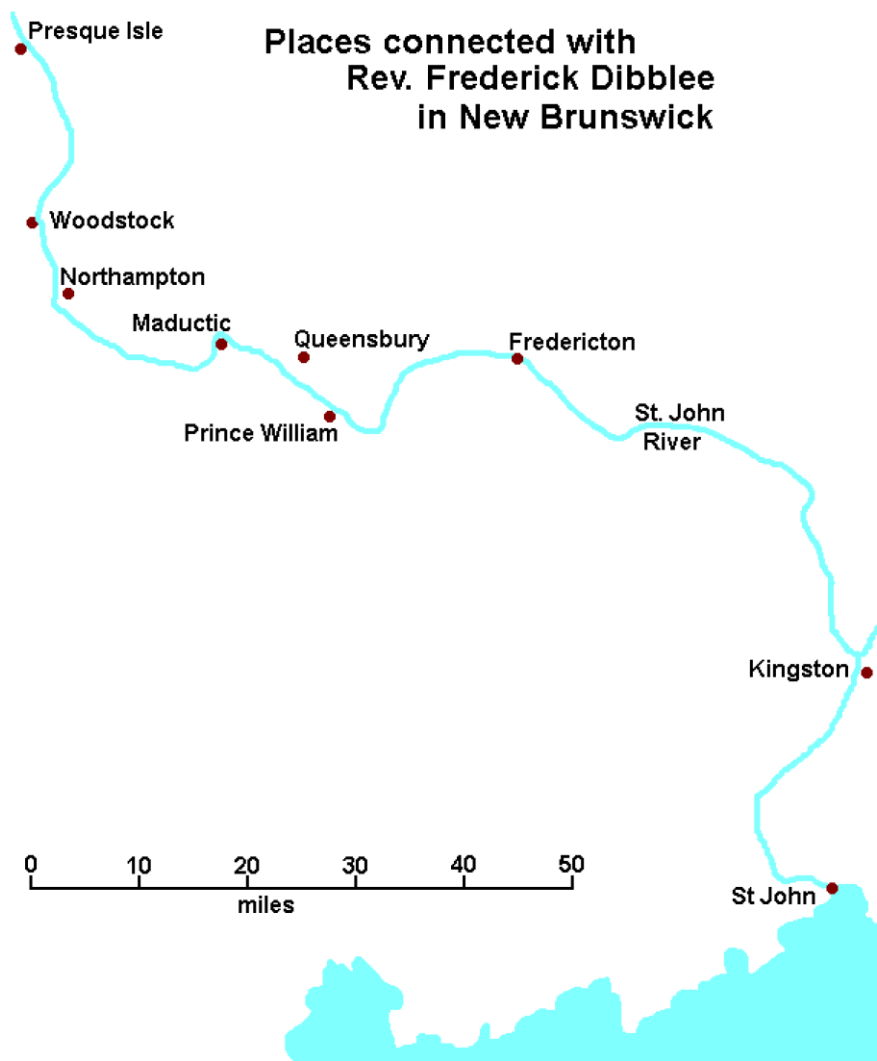 Presque Isle
Places connected with
Rev. Frederick Dibblee
in New Brunswick
Woodstock
Northampton
Maductic
Queensbury
Fredericton
Prince William
St. John
River
Kingston
0 10 20 30 40 50
miles
St John